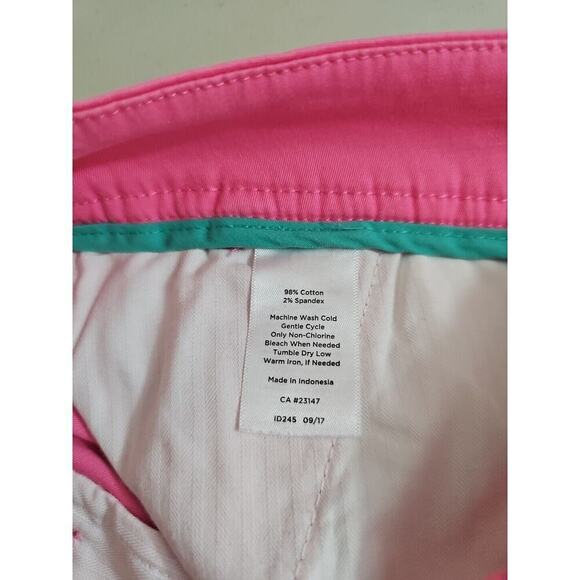 98% Cotton
2% Spandex
Machine Wash Cold
Gentle Cycle
Only Non-Chlorine
Bleach When Needed
Tumble Dry Low
Warm Iron, If Needed
Made in Indonesia
CA #23147
ID245 09/17